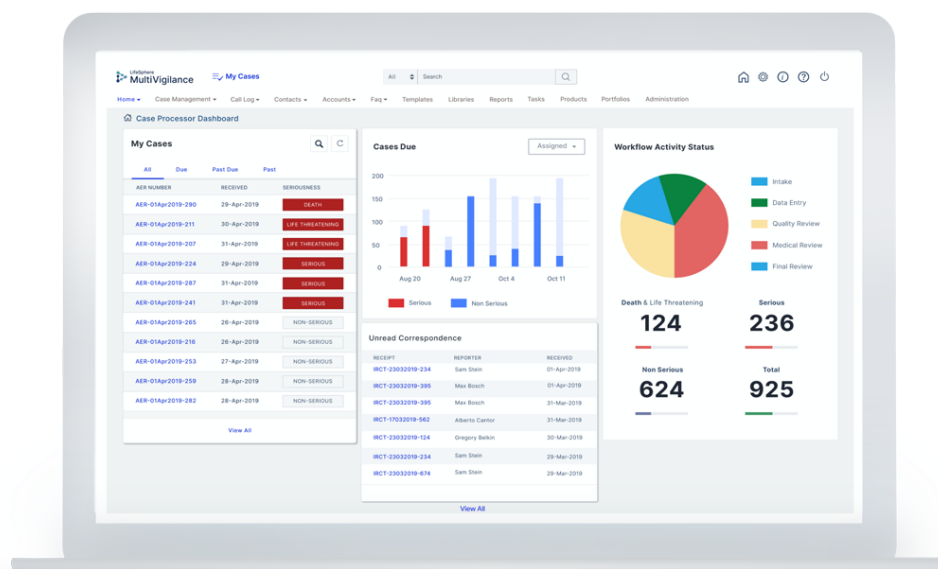 LifeSphere
MultiVigilance
My Cases
All
Search
Home
Case Management
Call Log
Contacts
Accounts
Faq
Templates
Libraries
Reports
Tasks
Products
Portfolios
Administration
Case Processor Dashboard
My Cases
All Due Past Due Past
AER NUMBER RECEIVED SERIOUSNESS
AER-01Apr2019-290 29-Apr-2019 DEATH
AER-01Apr2019-211 30-Apr-2019 LIFE THREATENING
AER-01Apr2019-207 31-Apr-2019 LIFE THREATENING
AER-01Apr2019-224 29-Apr-2019 SERIOUS
AER-01Apr2019-287 31-Apr-2019 SERIOUS
AER-01Apr2019-241 31-Apr-2019 SERIOUS
AER-01Apr2019-265 26-Apr-2019 NON-SERIOUS
AER-01Apr2019-216 26-Apr-2019 NON-SERIOUS
AER-01Apr2019-253 27-Apr-2019 NON-SERIOUS
AER-01Apr2019-259 28-Apr-2019 NON-SERIOUS
AER-01Apr2019-282 28-Apr-2019 NON-SERIOUS
View All
Cases Due
Assigned
200
150
100
50
0
Aug 20 Aug 27 Oct 4 Oct 11
Serious Non Serious
Unread Correspondence
RECEIPT REPORTER RECEIVED
IRCT-23032019-234 Sam Stein 01-Apr-2019
IRCT-23032019-395 Max Bosch 01-Apr-2019
IRCT-23032019-395 Max Bosch 31-Mar-2019
IRCT-17032019-562 Alberto Cantor 31-Mar-2019
IRCT-23032019-124 Gregory Belkin 30-Mar-2019
IRCT-23032019-234 Sam Stein 29-Mar-2019
IRCT-23032019-674 Sam Stein 29-Mar-2019
View All
Workflow Activity Status
Intake
Data Entry
Quality Review
Medical Review
Final Review
Death & Life Threatening
124
Serious
236
Non Serious
624
Total
925